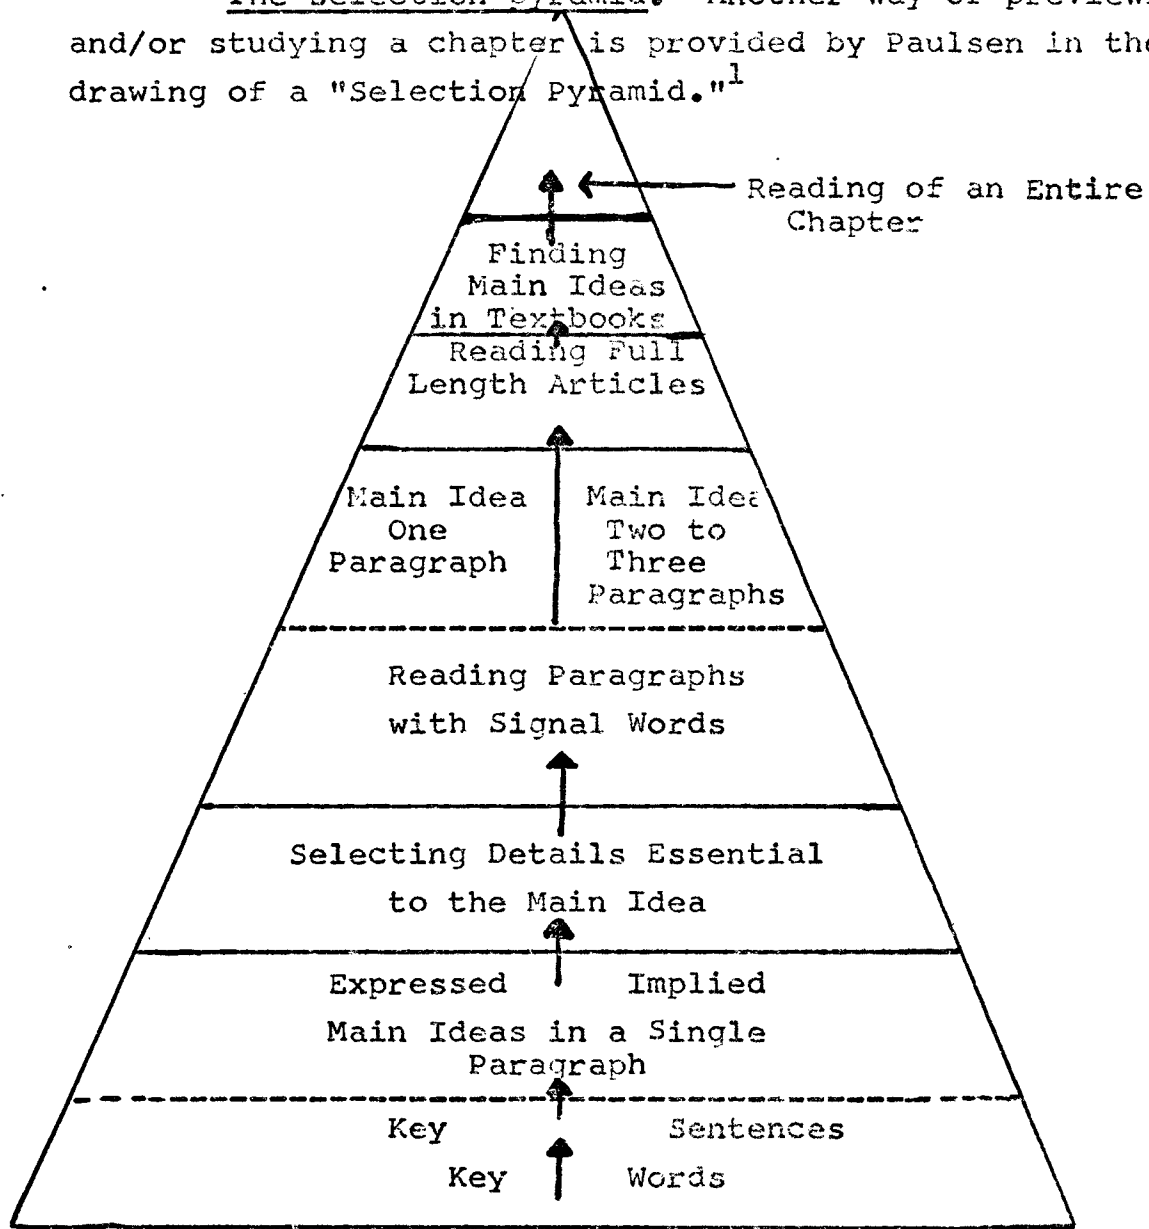 The Selection Pyramid. Another way of previewi
and/or studying a chapter is provided by Paulsen in the
drawing of a "Selection Pyramid."1
Reading of an Entire
Chapter
Finding
Main Ideas
in Textbooks
Reading Full
Length Articles
Main Idea
One
Paragraph
Main Idea
Two to
Three
Paragraphs
Reading Paragraphs
with Signal Words
Selecting Details Essential
to the Main Idea
Expressed Implied
Main Ideas in a Single
Paragraph
Key Sentences
Key Words